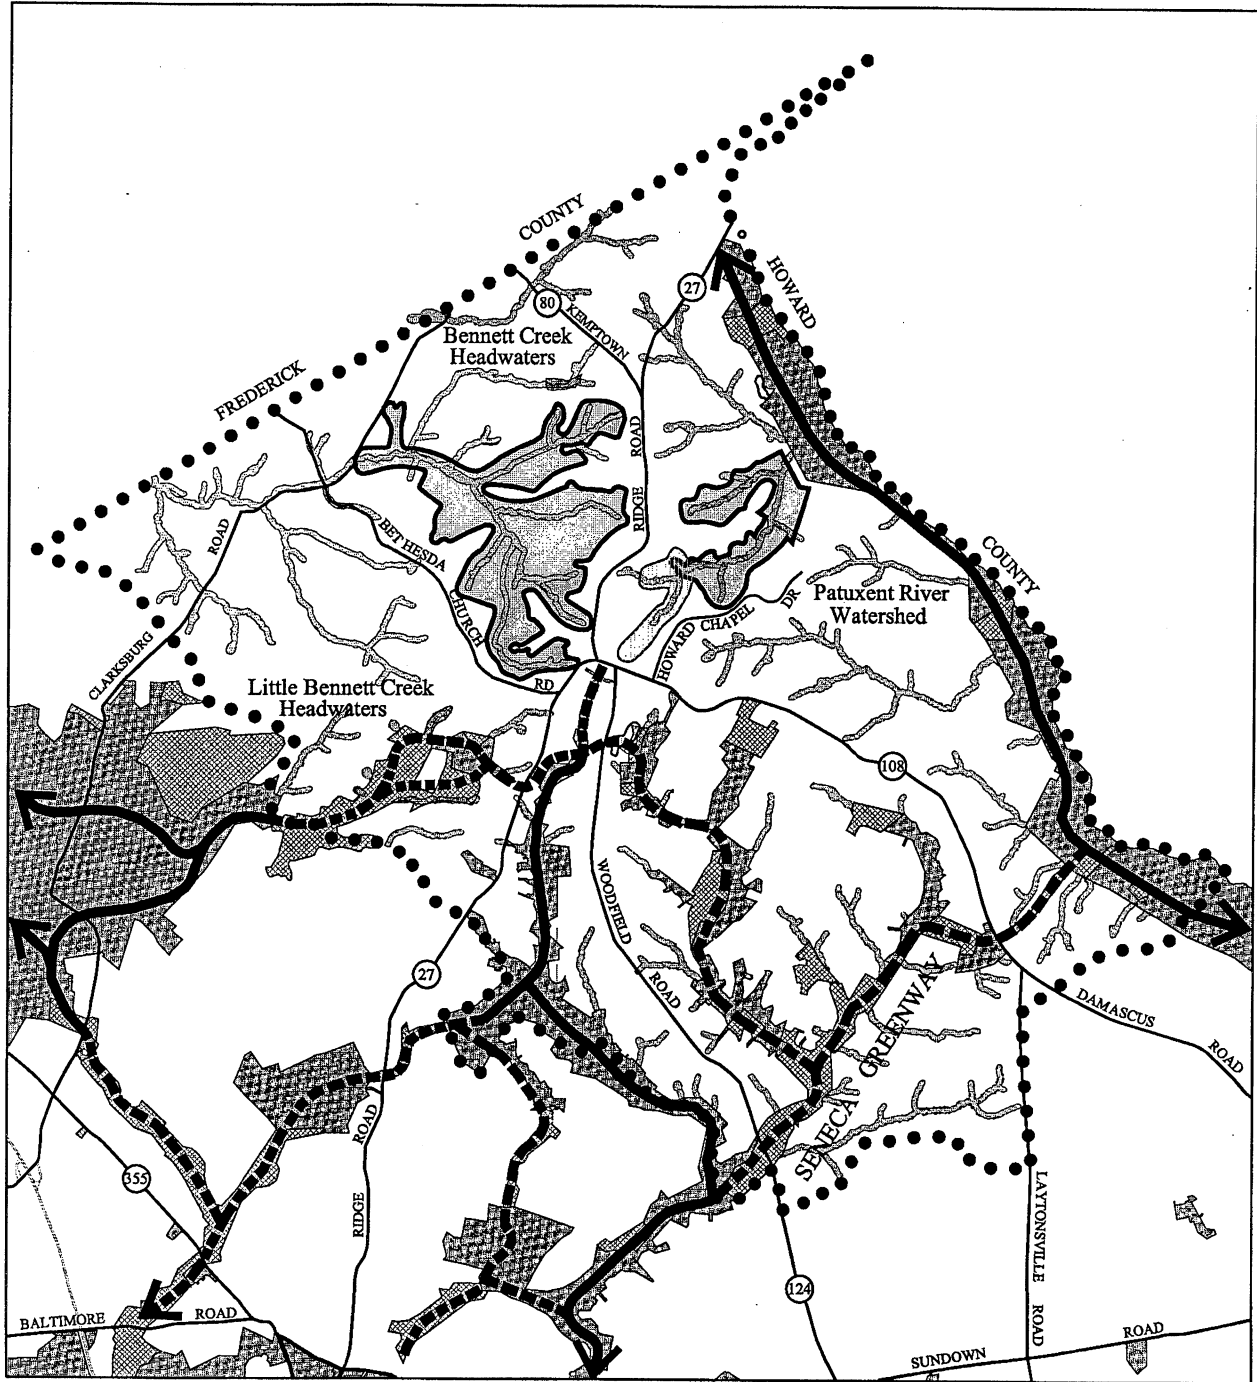 COUNTY
HOWARD
27
80
KEMPTOWN
Bennett Creek
Headwaters
FREDERICK
ROAD
RIDGE
ROAD
BETHESDA
CHURCH
RD
COUNTY
Patuxent River
Watershed
HOWARD CHAPEL DR
CLARKSBURG
Little Bennett Creek
Headwaters
108
WOODFIELD
ROAD
27
SENECA GREENWAY
DAMASCUS
ROAD
ROAD
RIDGE
355
LAYTONSVILLE ROAD
124
BALTIMORE
ROAD
SUNDOWN
ROAD